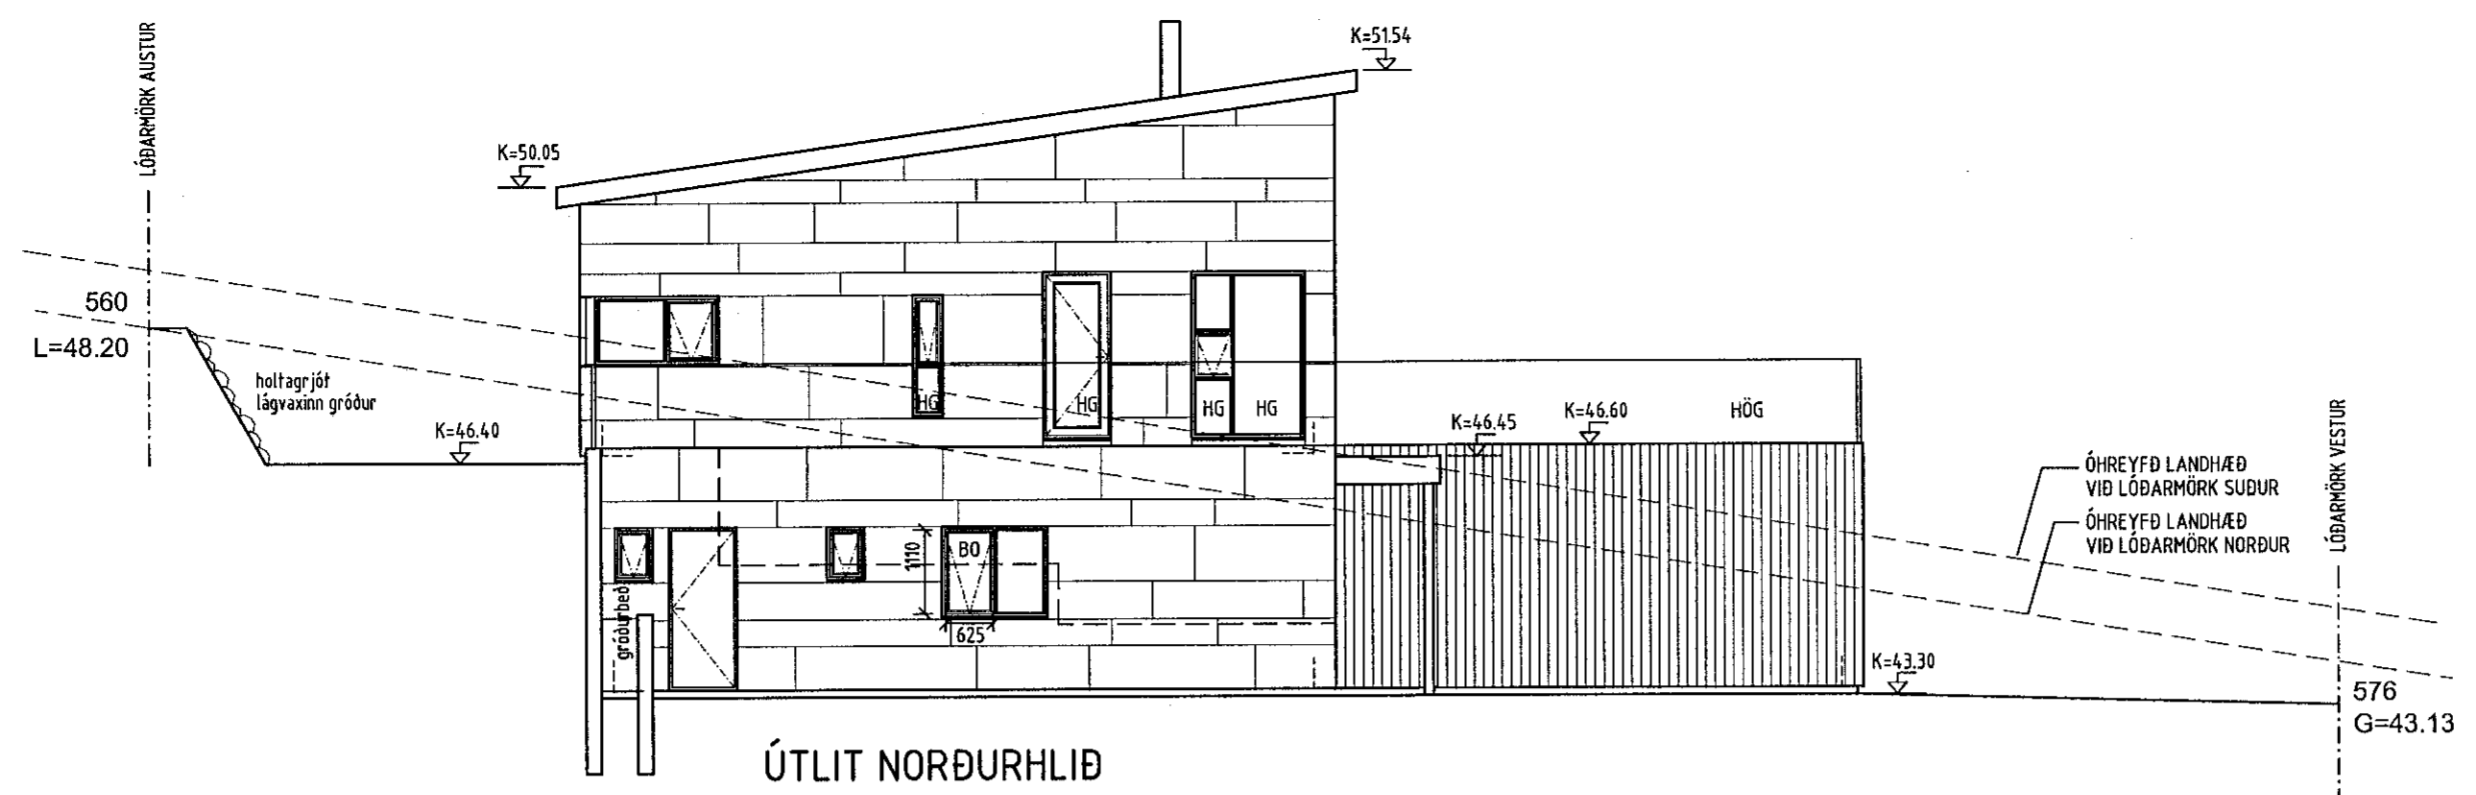 LÓÐARMÖRK AUSTUR
K=51.54
K=50.05
560
L=48.20
holtagrjót
lágvaxinn gróður
K=46.40
HG
HG
HG
HG
K=46.45
K=46.60
HÖG
LÓÐARMÖRK VESTUR
ÓHREYFÐ LANDHÆÐ
VIÐ LÓÐARMÖRK SUÐUR
ÓHREYFÐ LANDHÆÐ
VIÐ LÓÐARMÖRK NORÐUR
1110
BO
625
gróðurbeð
K=43.30
576
G=43.13
ÚTLIT NORÐURHLIÐ